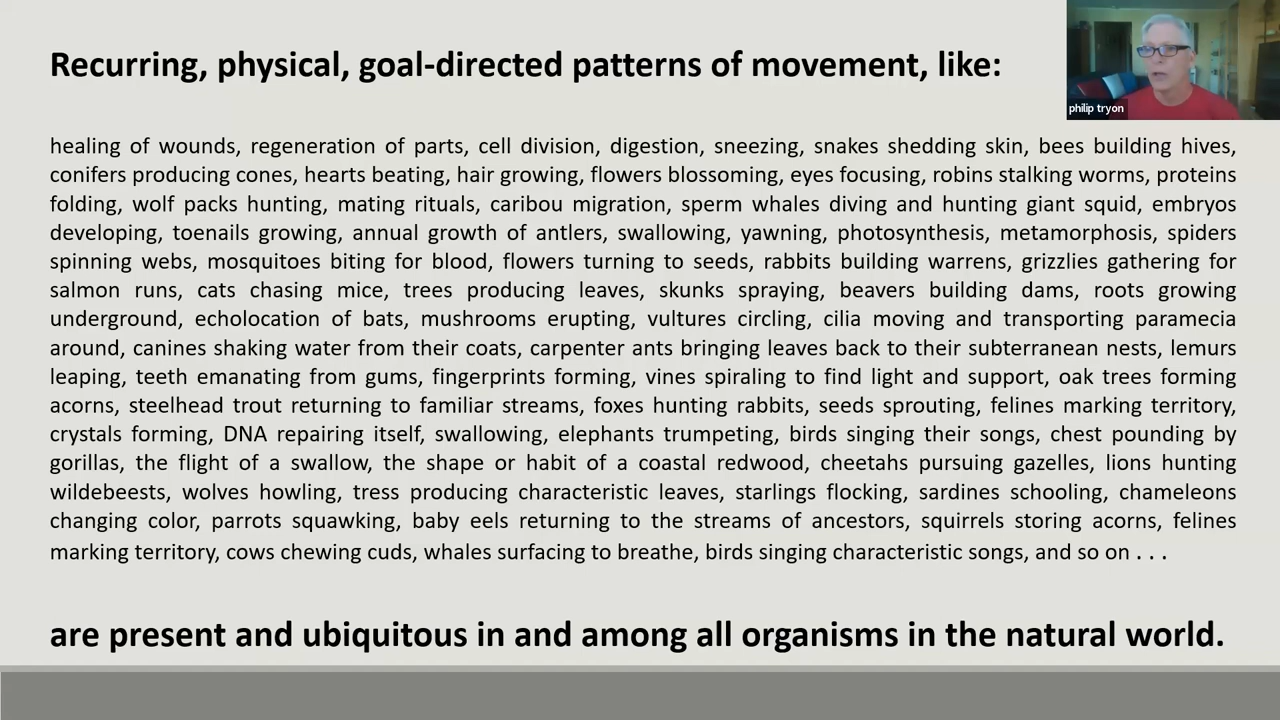 Recurring, physical, goal-directed patterns of movement, like:
philip tryon
healing of wounds, regeneration of parts, cell division, digestion, sneezing, snakes shedding skin, bees building hives,
conifers producing cones, hearts beating, hair growing, flowers blossoming, eyes focusing, robins stalking worms, proteins
folding, wolf packs hunting, mating rituals, caribou migration, sperm whales diving and hunting giant squid, embryos
developing, toenails growing, annual growth of antlers, swallowing, yawning, photosynthesis, metamorphosis, spiders
spinning webs, mosquitoes biting for blood, flowers turning to seeds, rabbits building warrens, grizzlies gathering for
salmon runs, cats chasing mice, trees producing leaves, skunks spraying, beavers building dams, roots growing
underground, echolocation of bats, mushrooms erupting, vultures circling, cilia moving and transporting paramecia
around, canines shaking water from their coats, carpenter ants bringing leaves back to their subterranean nests, lemurs
leaping, teeth emanating from gums, fingerprints forming, vines spiraling to find light and support, oak trees forming
acorns, steelhead trout returning to familiar streams, foxes hunting rabbits, seeds sprouting, felines marking territory,
crystals forming, DNA repairing itself, swallowing, elephants trumpeting, birds singing their songs, chest pounding by
gorillas, the flight of a swallow, the shape or habit of a coastal redwood, cheetahs pursuing gazelles, lions hunting
wildebeests, wolves howling, tress producing characteristic leaves, starlings flocking, sardines schooling, chameleons
changing color, parrots squawking, baby eels returning to the streams of ancestors, squirrels storing acorns, felines
marking territory, cows chewing cuds, whales surfacing to breathe, birds singing characteristic songs, and so on . . .
are present and ubiquitous in and among all organisms in the natural world.